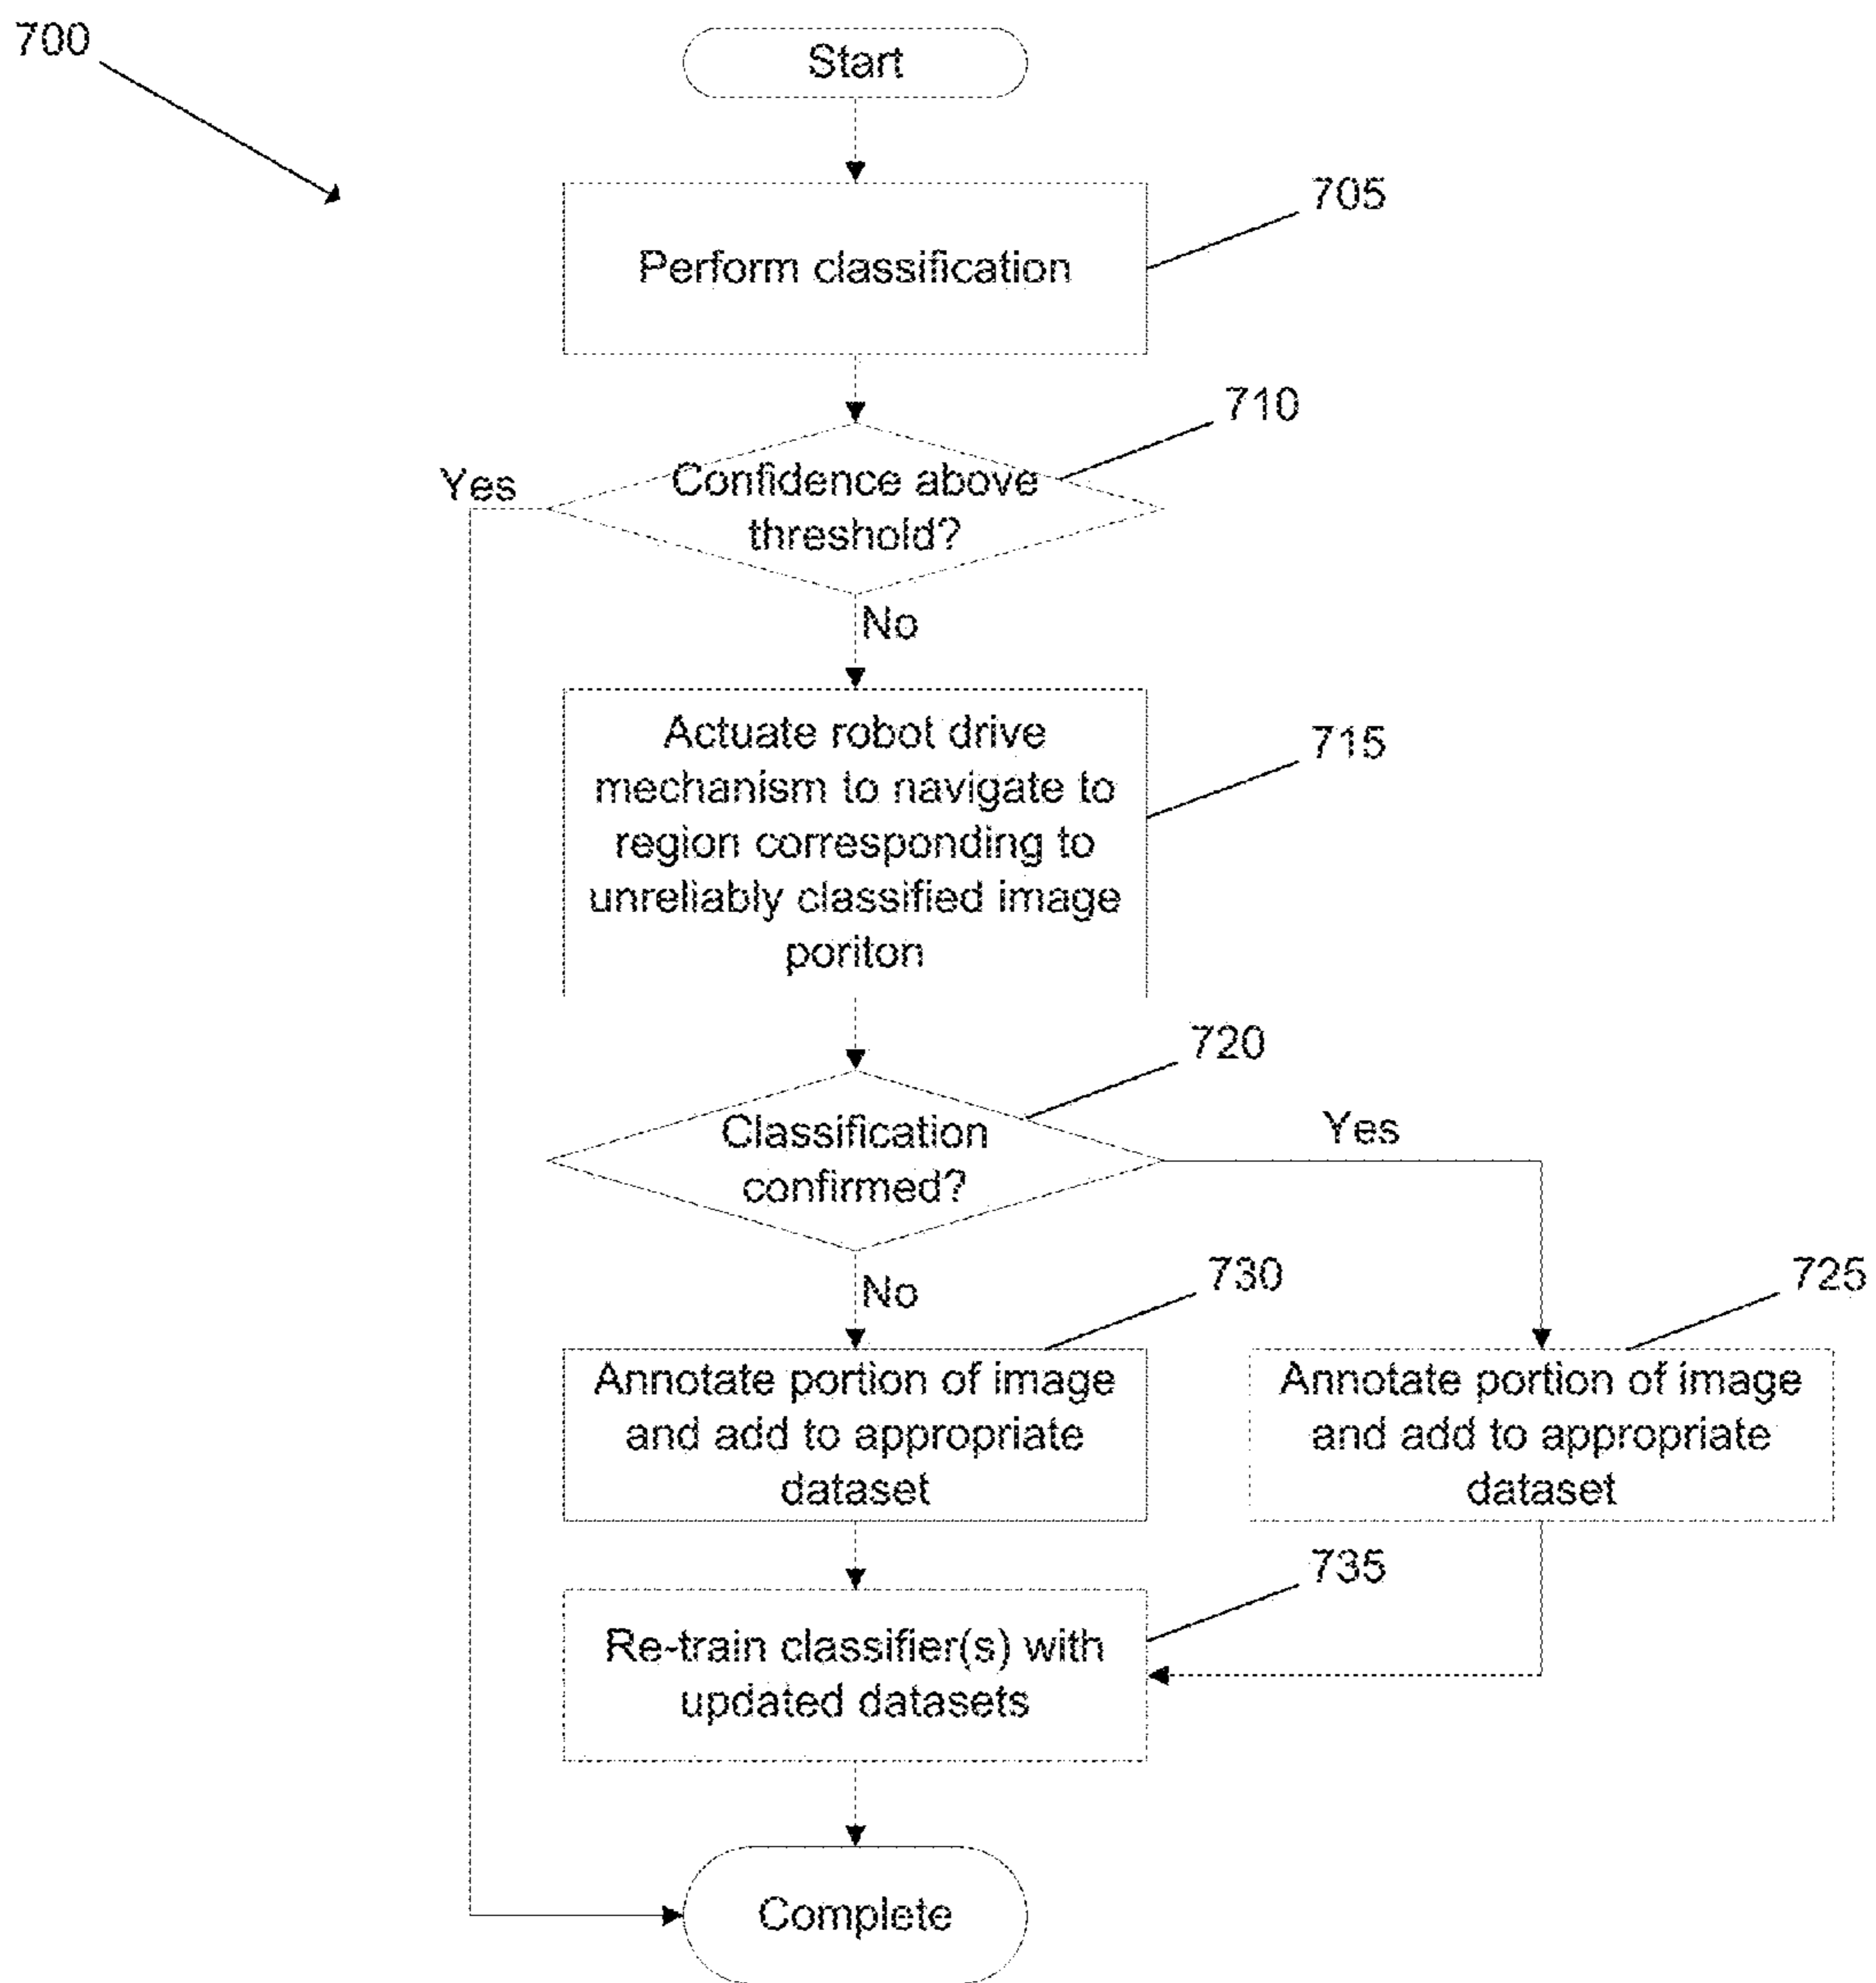 700
Start
705
Perform classification
710
Yes
Confidence above
threshold?
No
715
Actuate robot drive
mechanism to navigate to
region corresponding to
unreliably classified image
poriton
720
Classification
confirmed?
Yes
No
730
725
Annotate portion of image
and add to appropriate
dataset
Annotate portion of image
and add to appropriate
dataset
735
Re-train classifier(s) with
updated datasets
Complete